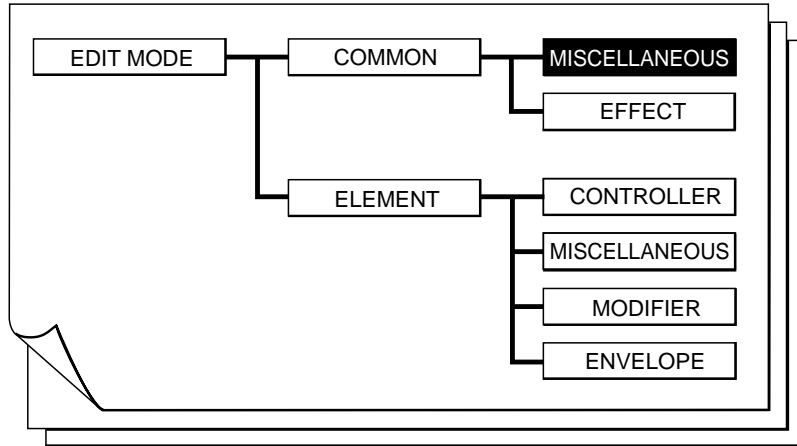 EDIT MODE
COMMON
MISCELLANEOUS
EFFECT
ELEMENT
CONTROLLER
MISCELLANEOUS
MODIFIER
ENVELOPE